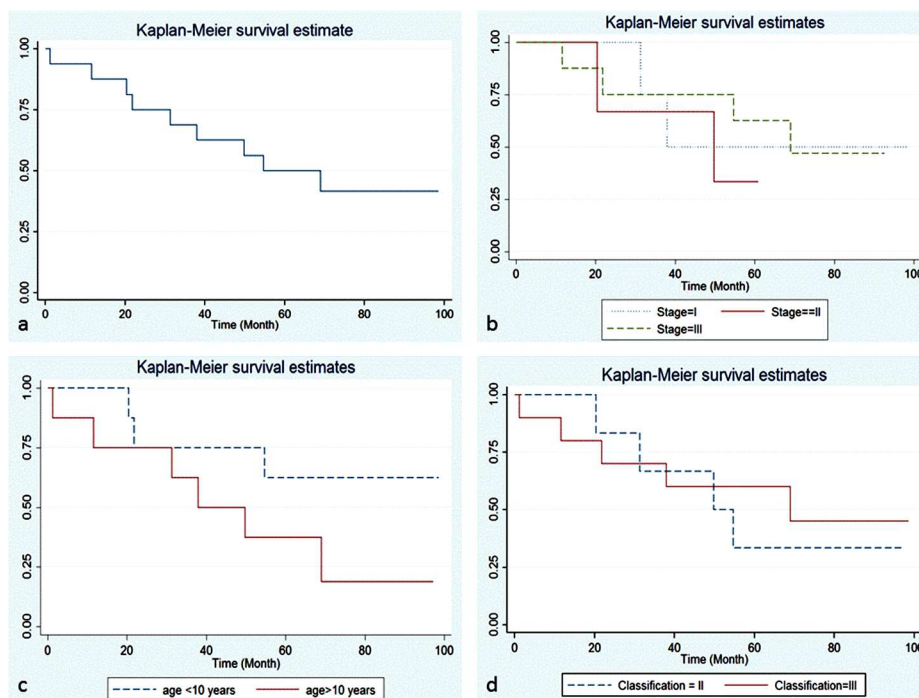 Kaplan-Meier survival estimate
1.00
0.75
0.50
0.25
0.00
0 20 40 60 80 100
Time (Month)
a
Kaplan-Meier survival estimates
1.00
0.75
0.50
0.25
0.00
0 20 40 60 80 100
Time (Month)
Stage=I Stage==II
Stage=III
b
Kaplan-Meier survival estimates
1.00
0.75
0.50
0.25
0.00
0 20 40 60 80 100
Time (Month)
age <10 years age>10 years
c
Kaplan-Meier survival estimates
1.00
0.75
0.50
0.25
0.00
0 20 40 60 80 100
Time (Month)
Classification = II Classification=III
d